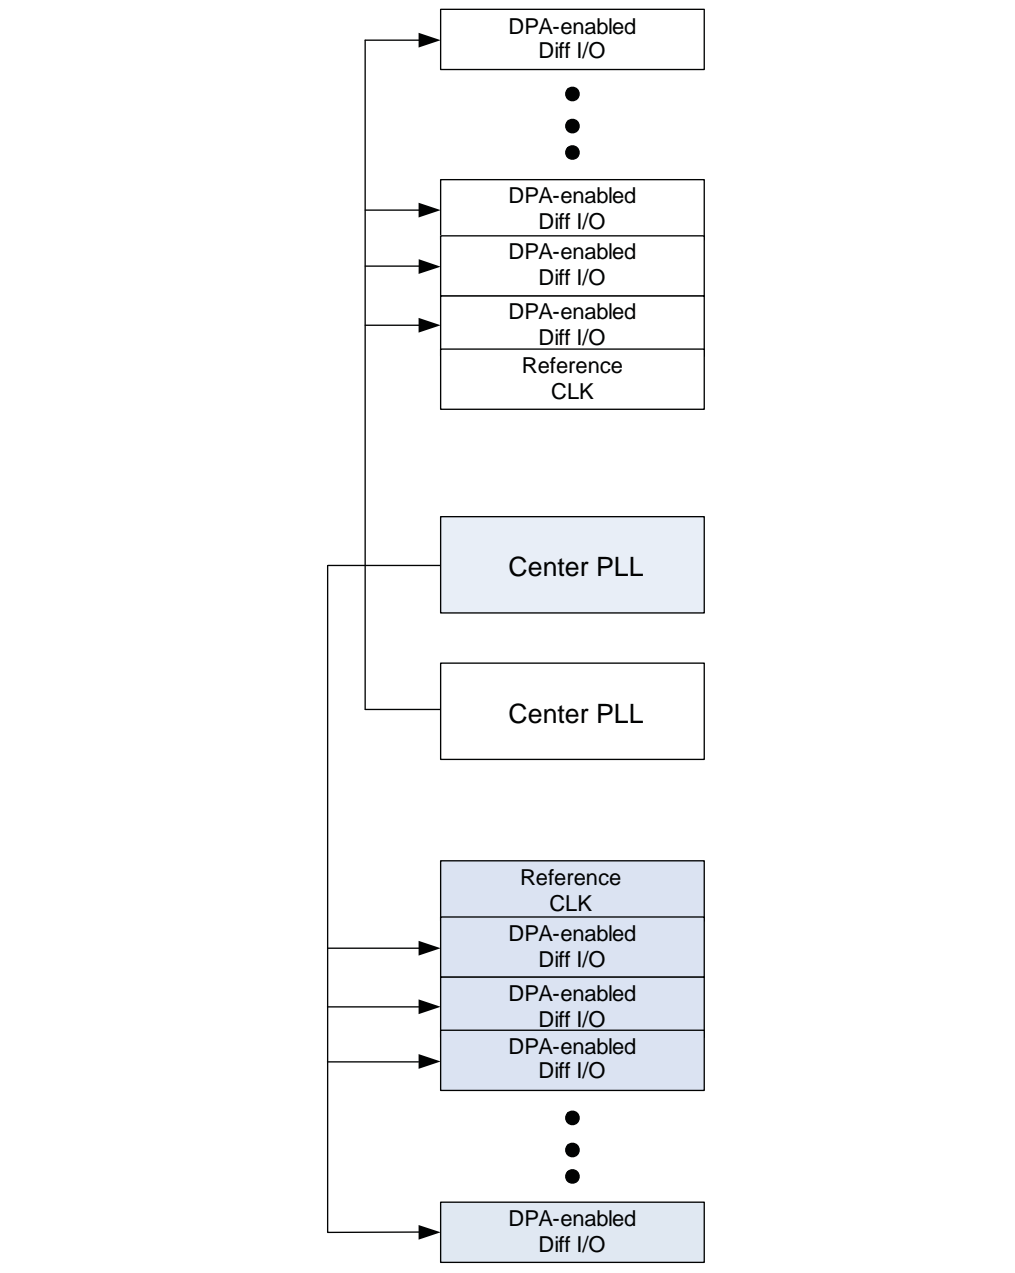 DPA-enabled
Diff I/O
DPA-enabled
Diff I/O
DPA-enabled
Diff I/O
DPA-enabled
Diff I/O
Reference
CLK
Center PLL
Center PLL
Reference
CLK
DPA-enabled
Diff I/O
DPA-enabled
Diff I/O
DPA-enabled
Diff I/O
DPA-enabled
Diff I/O